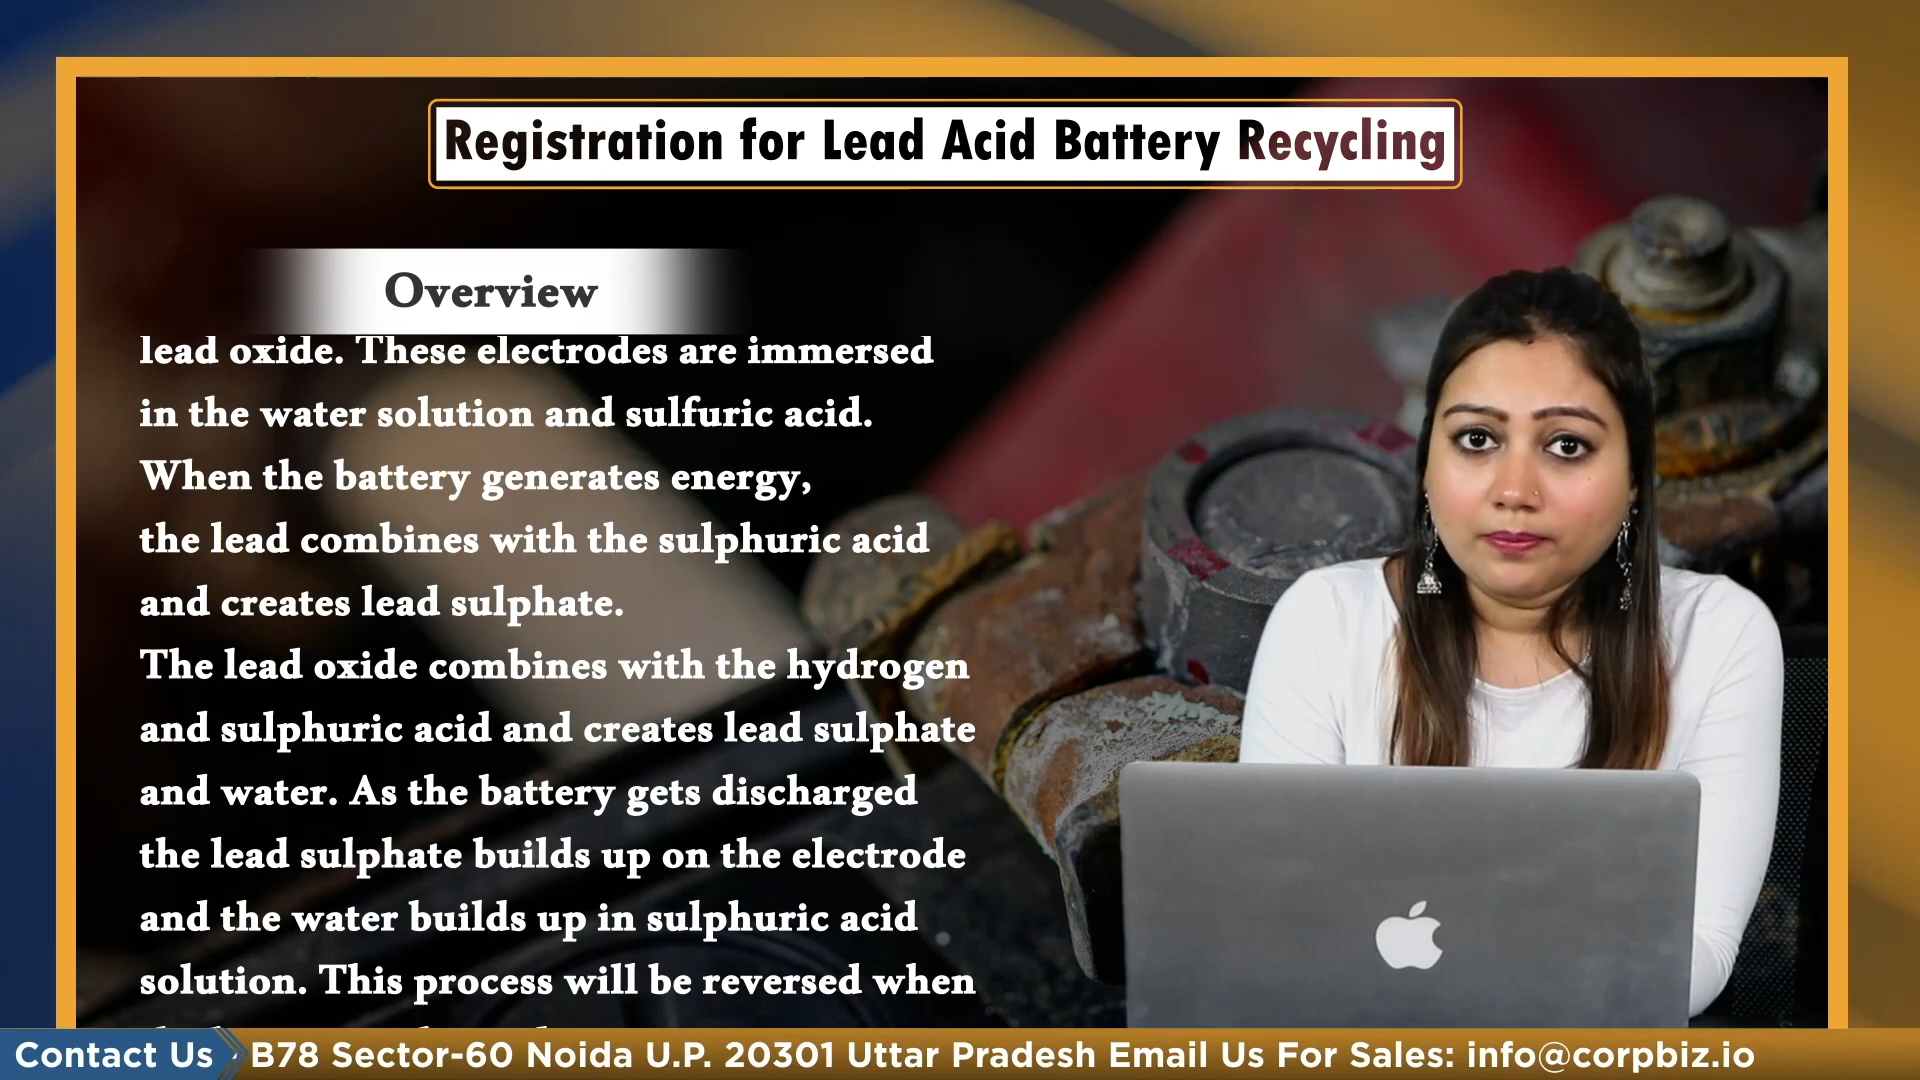 Registration for Lead Acid Battery Recycling
Overview
lead oxide. These electrodes are immersed
in the water solution and sulfuric acid.
When the battery generates energy,
the lead combines with the sulphuric acid
and creates lead sulphate.
The lead oxide combines with the hydrogen
and sulphuric acid and creates lead sulphate
and water. As the battery gets discharged
the lead sulphate builds up on the electrode
and the water builds up in sulphuric acid
solution. This process will be reversed when
Contact Us - B78 Sector-60 Noida U.P. 20301 Uttar Pradesh Email Us For Sales: info@corpbiz.io